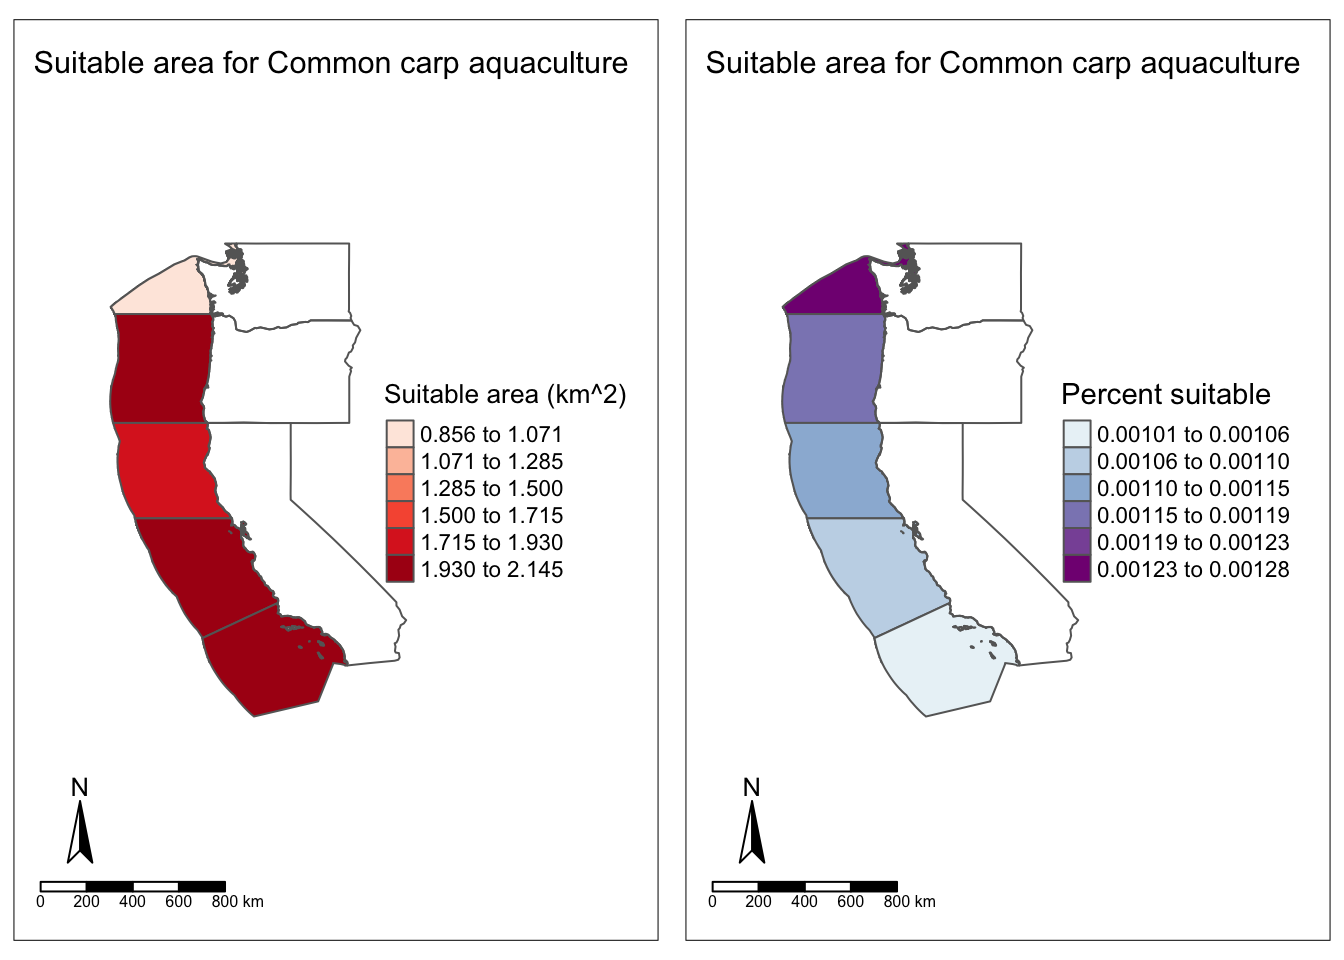 Suitable area for Common carp aquaculture
Suitable area (km^2)
0.856 to 1.071
1.071 to 1.285
1.285 to 1.500
1.500 to 1.715
1.715 to 1.930
1.930 to 2.145
N
0 200 400 600 800 km
Suitable area for Common carp aquaculture
Percent suitable
0.00101 to 0.00106
0.00106 to 0.00110
0.00110 to 0.00115
0.00115 to 0.00119
0.00119 to 0.00123
0.00123 to 0.00128
N
0 200 400 600 800 km